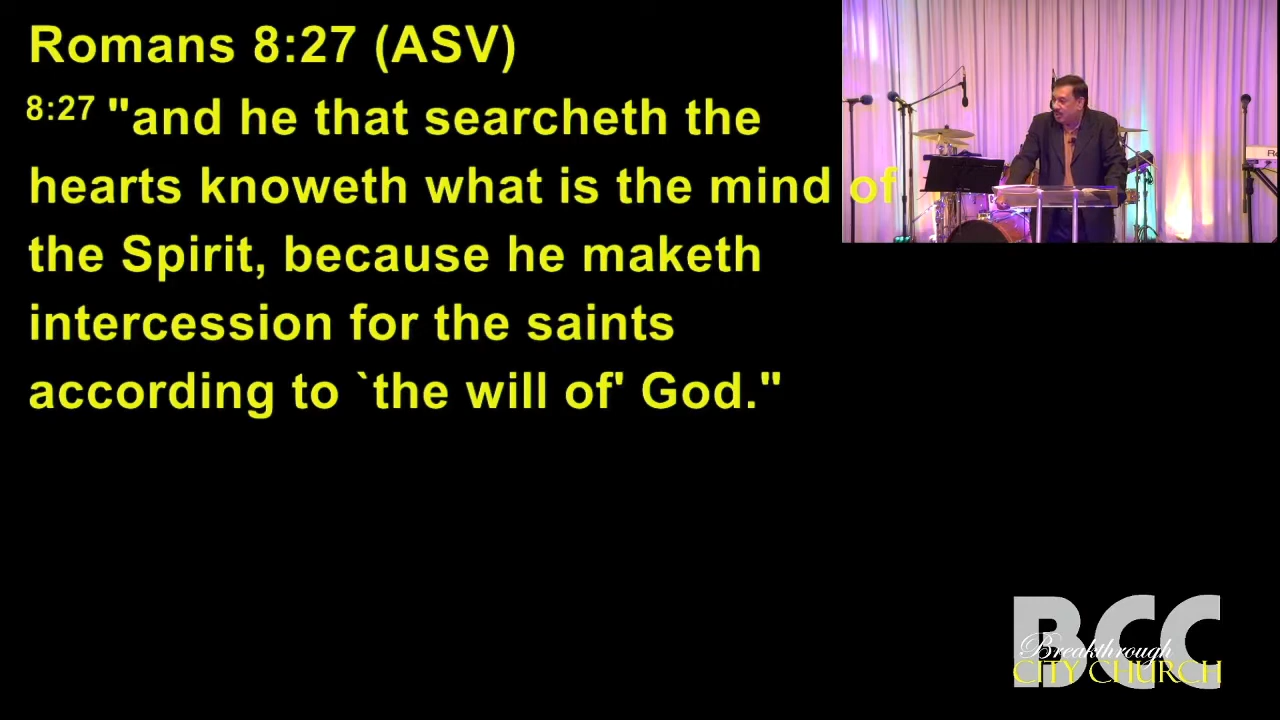 Romans 8:27 (ASV)
8:27 "and he that searcheth the
hearts knoweth what is the mind of
the Spirit, because he maketh
intercession for the saints
according to `the will of' God."
BCC
Breakthrough
CITY CHURCH